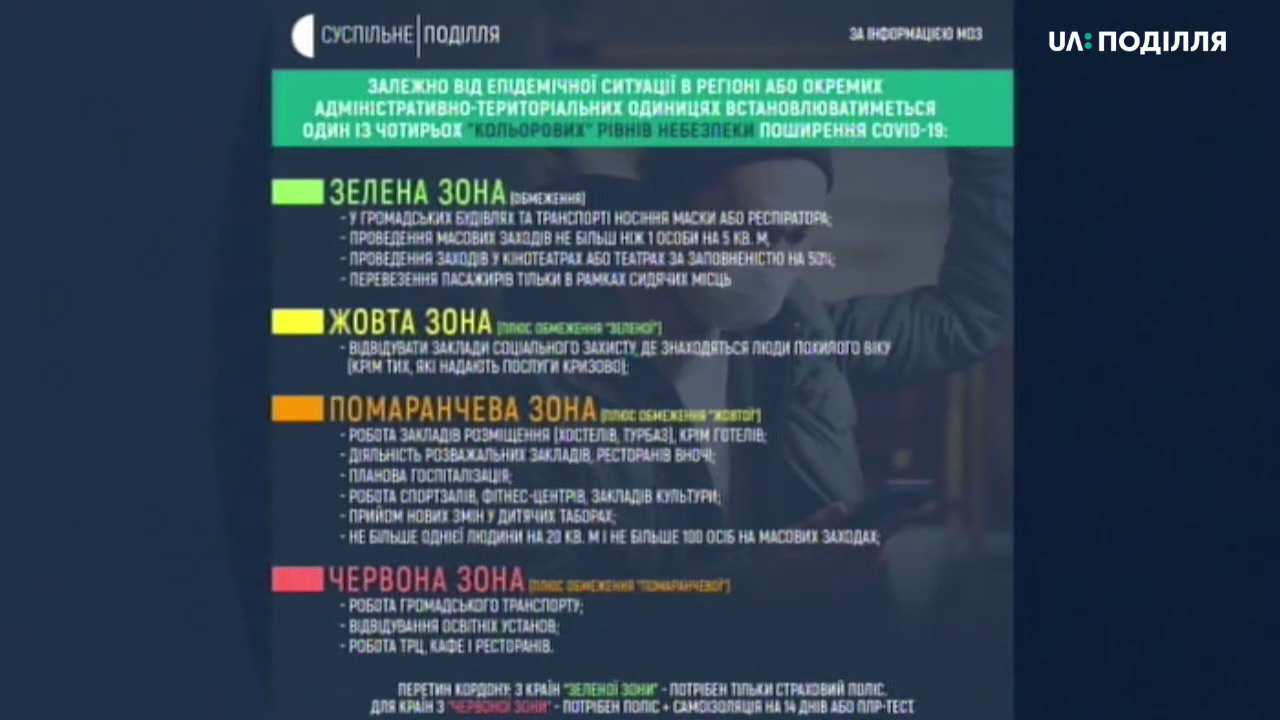 СУСПІЛЬНЕ ПОДІЛЛЯ
ЗА ІНФОРМАЦІЄЮ МОЗ
UA: ПОДІЛЛЯ
ЗАЛЕЖНО ВІД ЕПІДЕМІЧНОЇ СИТУАЦІЇ В РЕГІОНІ АБО ОКРЕМИХ
АДМІНІСТРАТИВНО-ТЕРИТОРІАЛЬНИХ ОДИНИЦЯХ ВСТАНОВЛЮВАТИМЕТЬСЯ
ОДИН ІЗ ЧОТИРЬОХ "КОЛЬОРОВИХ" РІВНІВ НЕБЕЗПЕКИ ПОШИРЕННЯ COVID-19:
ЗЕЛЕНА ЗОНА (ОБМЕЖЕННЯ)
- У ГРОМАДСЬКИХ БУДІВЛЯХ ТА ТРАНСПОРТІ НОСІННЯ МАСКИ АБО РЕСПІРАТОРА;
- ПРОВЕДЕННЯ МАСОВИХ ЗАХОДІВ НЕ БІЛЬШ НІЖ 1 ОСОБИ НА 5 КВ. М,
- ПРОВЕДЕННЯ ЗАХОДІВ У КІНОТЕАТРАХ АБО ТЕАТРАХ ЗА ЗАПОВНЕНІСТЮ НА 50%;
- ПЕРЕВЕЗЕННЯ ПАСАЖИРІВ ТІЛЬКИ В РАМКАХ СИДЯЧИХ МІСЦЬ
ЖОВТА ЗОНА (ПЛЮС ОБМЕЖЕННЯ "ЗЕЛЕНОЇ")
- ВІДВІДУВАТИ ЗАКЛАДИ СОЦІАЛЬНОГО ЗАХИСТУ, ДЕ ЗНАХОДЯТЬСЯ ЛЮДИ ПОХИЛОГО ВІКУ
(КРІМ ТИХ, ЯКІ НАДАЮТЬ ПОСЛУГИ КРИЗОВО);
ПОМАРАНЧЕВА ЗОНА (ПЛЮС ОБМЕЖЕННЯ "ЖОВТОЇ")
- РОБОТА ЗАКЛАДІВ РОЗМІЩЕННЯ (ХОСТЕЛІВ, ТУРБАЗ), КРІМ ГОТЕЛІВ;
- ДІЯЛЬНІСТЬ РОЗВАЖАЛЬНИХ ЗАКЛАДІВ, РЕСТОРАНІВ ВНОЧІ;
- ПЛАНОВА ГОСПІТАЛІЗАЦІЯ;
- РОБОТА СПОРТЗАЛІВ, ФІТНЕС-ЦЕНТРІВ, ЗАКЛАДІВ КУЛЬТУРИ;
- ПРИЙОМ НОВИХ ЗМІН У ДИТЯЧИХ ТАБОРАХ;
- НЕ БІЛЬШЕ ОДНІЄЇ ЛЮДИНИ НА 20 КВ. М І НЕ БІЛЬШЕ 100 ОСІБ НА МАСОВИХ ЗАХОДАХ;
ЧЕРВОНА ЗОНА (ПЛЮС ОБМЕЖЕННЯ "ПОМАРАНЧЕВОЇ")
- РОБОТА ГРОМАДСЬКОГО ТРАНСПОРТУ;
- ВІДВІДУВАННЯ ОСВІТНІХ УСТАНОВ;
- РОБОТА ТРЦ, КАФЕ І РЕСТОРАНІВ.
ПЕРЕТИН КОРДОНУ: З КРАЇН "ЗЕЛЕНОЇ ЗОНИ" - ПОТРІБЕН ТІЛЬКИ СТРАХОВИЙ ПОЛІС.
ДЛЯ КРАЇН З "ЧЕРВОНОЇ ЗОНИ" - ПОТРІБЕН ПОЛІС + САМОІЗОЛЯЦІЯ НА 14 ДНІВ АБО ПЛР-ТЕСТ.